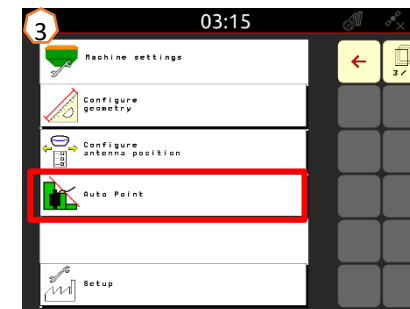 3
03:15
Machine settings
3/
Configure
geometry
Configure
antenna position
Auto Point
Setup